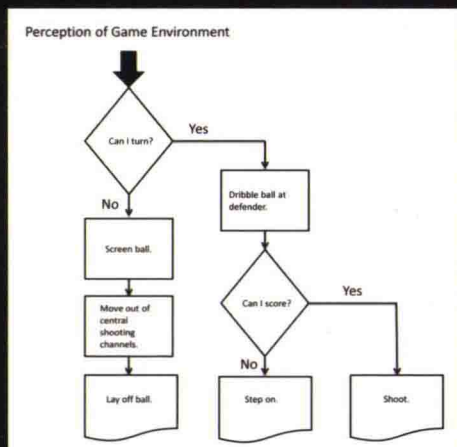 Perception of Game Environment
Can I turn?
Yes
No
Dribble ball at
defender.
Screen ball.
Can I score?
Yes
Move out of
central
shooting
channels.
No
Lay off ball.
Step on.
Shoot.